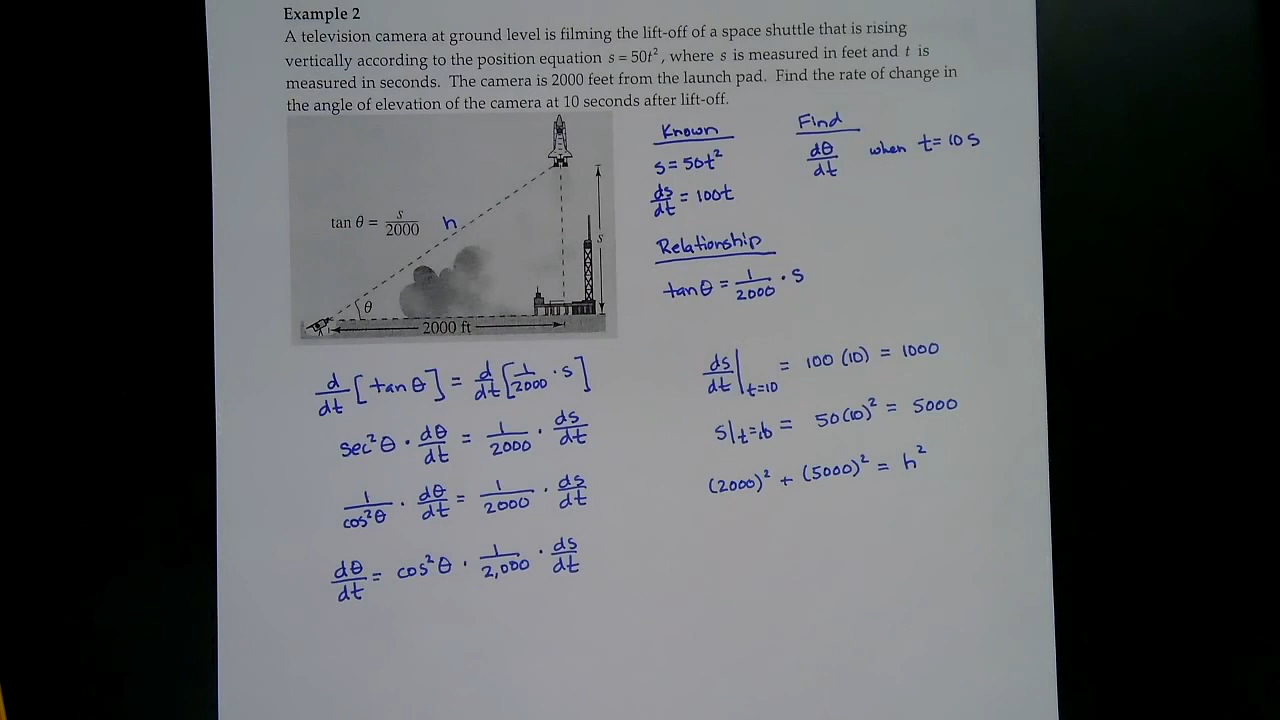 Example 2
A television camera at ground level is filming the lift-off of a space shuttle that is rising
vertically according to the position equation s = 50t², where s is measured in feet and t is
measured in seconds. The camera is 2000 feet from the launch pad. Find the rate of change in
the angle of elevation of the camera at 10 seconds after lift-off.
tan θ = s/2000
h
s
θ
2000 ft
Known
s = 50t²
ds/dt = 100t
Find
dθ/dt when t = 10 s
Relationship
tan θ = 1/2000 · s
d/dt [tan θ] = d/dt [1/2000 · s]
sec²θ · dθ/dt = 1/2000 · ds/dt
1/cos²θ · dθ/dt = 1/2000 · ds/dt
dθ/dt = cos²θ · 1/2,000 · ds/dt
ds/dt |t=10 = 100 (10) = 1000
s|t=10 = 50(10)² = 5000
(2000)² + (5000)² = h²